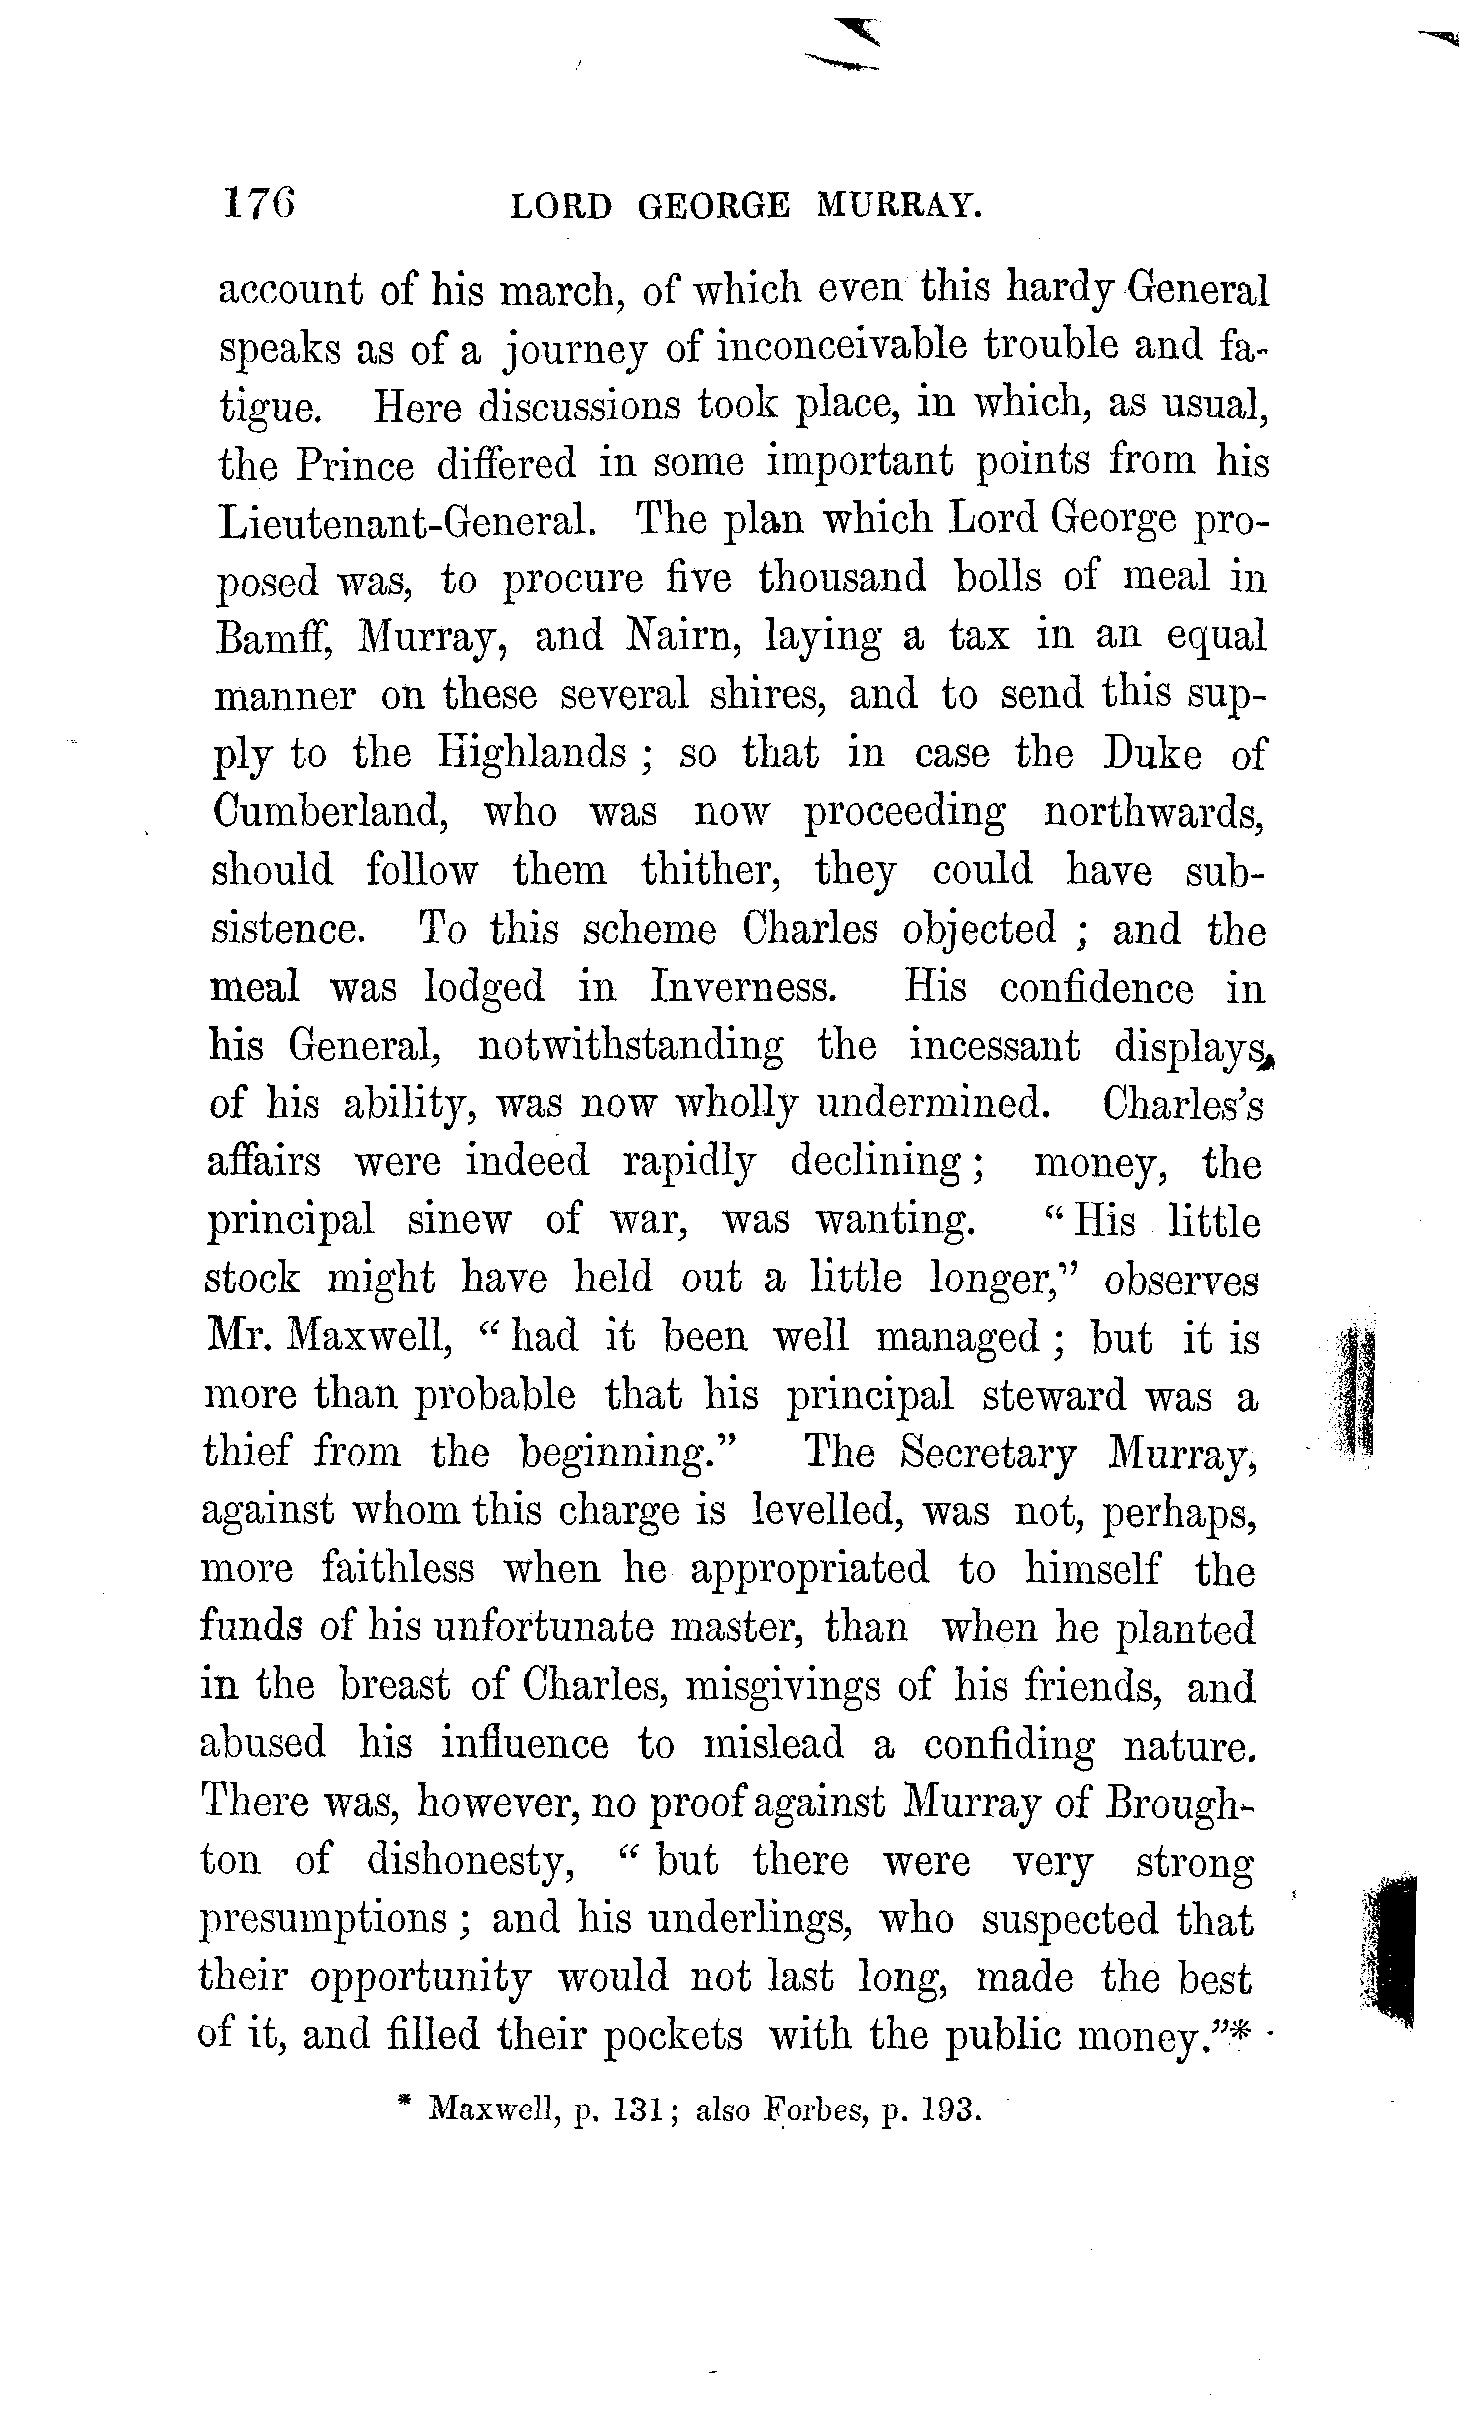 176 LORD GEORGE MURRAY.
account of his march, of which even this hardy General
speaks as of a journey of inconceivable trouble and fa-
tigue. Here discussions took place, in which, as usual,
the Prince differed in some important points from his
Lieutenant-General. The plan which Lord George pro-
posed was, to procure five thousand bolls of meal in
Bamff, Murray, and Nairn, laying a tax in an equal
manner on these several shires, and to send this sup-
ply to the Highlands ; so that in case the Duke of
Cumberland, who was now proceeding northwards,
should follow them thither, they could have sub-
sistence. To this scheme Charles objected ; and the
meal was lodged in Inverness. His confidence in
his General, notwithstanding the incessant displays,
of his ability, was now wholly undermined. Charles's
affairs were indeed rapidly declining ; money, the
principal sinew of war, was wanting. "His little
stock might have held out a little longer," observes
Mr. Maxwell, "had it been well managed ; but it is
more than probable that his principal steward was a
thief from the beginning." The Secretary Murray,
against whom this charge is levelled, was not, perhaps,
more faithless when he appropriated to himself the
funds of his unfortunate master, than when he planted
in the breast of Charles, misgivings of his friends, and
abused his influence to mislead a confiding nature.
There was, however, no proof against Murray of Brough-
ton of dishonesty, "but there were very strong
presumptions ; and his underlings, who suspected that
their opportunity would not last long, made the best
of it, and filled their pockets with the public money."*
* Maxwell, p. 131; also Forbes, p. 193.